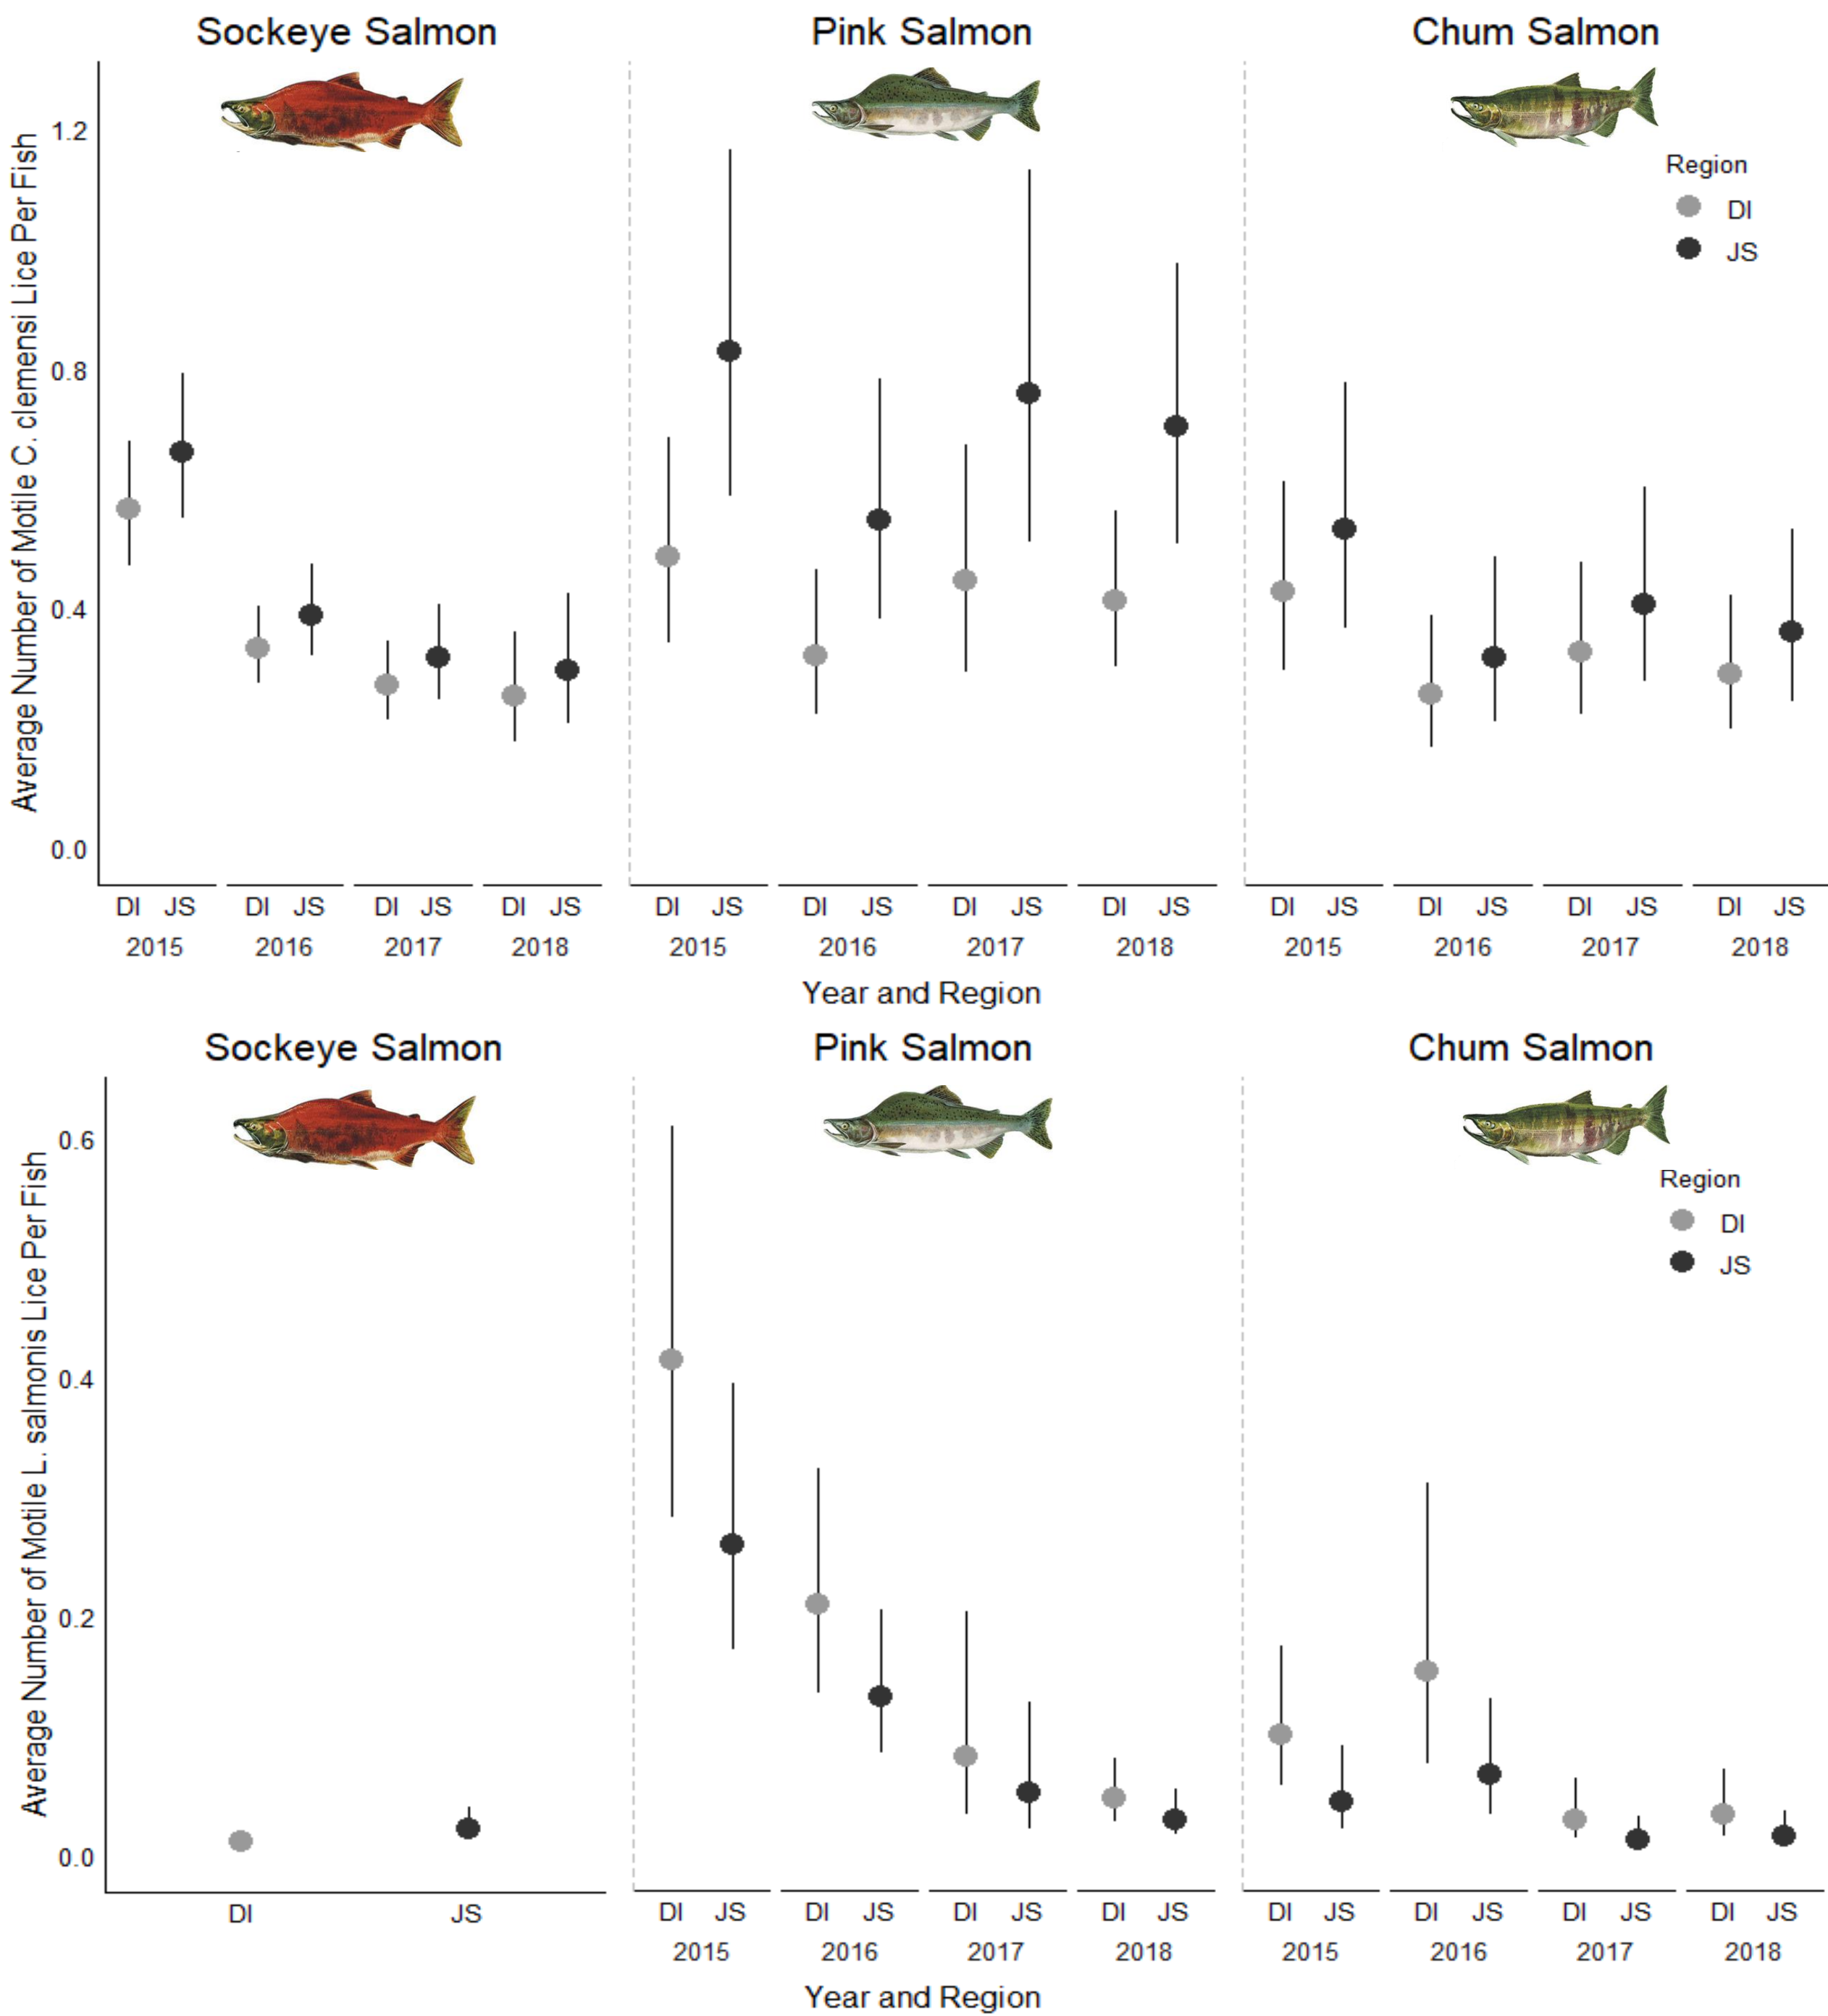 Sockeye Salmon Pink Salmon Chum Salmon
Average Number of Motile C. clemensi Lice Per Fish
1.2
0.8
0.4
0.0
Region
DI
JS
DI JS DI JS DI JS DI JS DI JS DI JS DI JS DI JS DI JS DI JS DI JS DI JS
2015 2016 2017 2018 2015 2016 2017 2018 2015 2016 2017 2018
Year and Region
Sockeye Salmon Pink Salmon Chum Salmon
Average Number of Motile L. salmonis Lice Per Fish
0.6
0.4
0.2
0.0
Region
DI
JS
DI JS DI JS DI JS DI JS DI JS DI JS DI JS DI JS DI JS
2015 2016 2017 2018 2015 2016 2017 2018
Year and Region